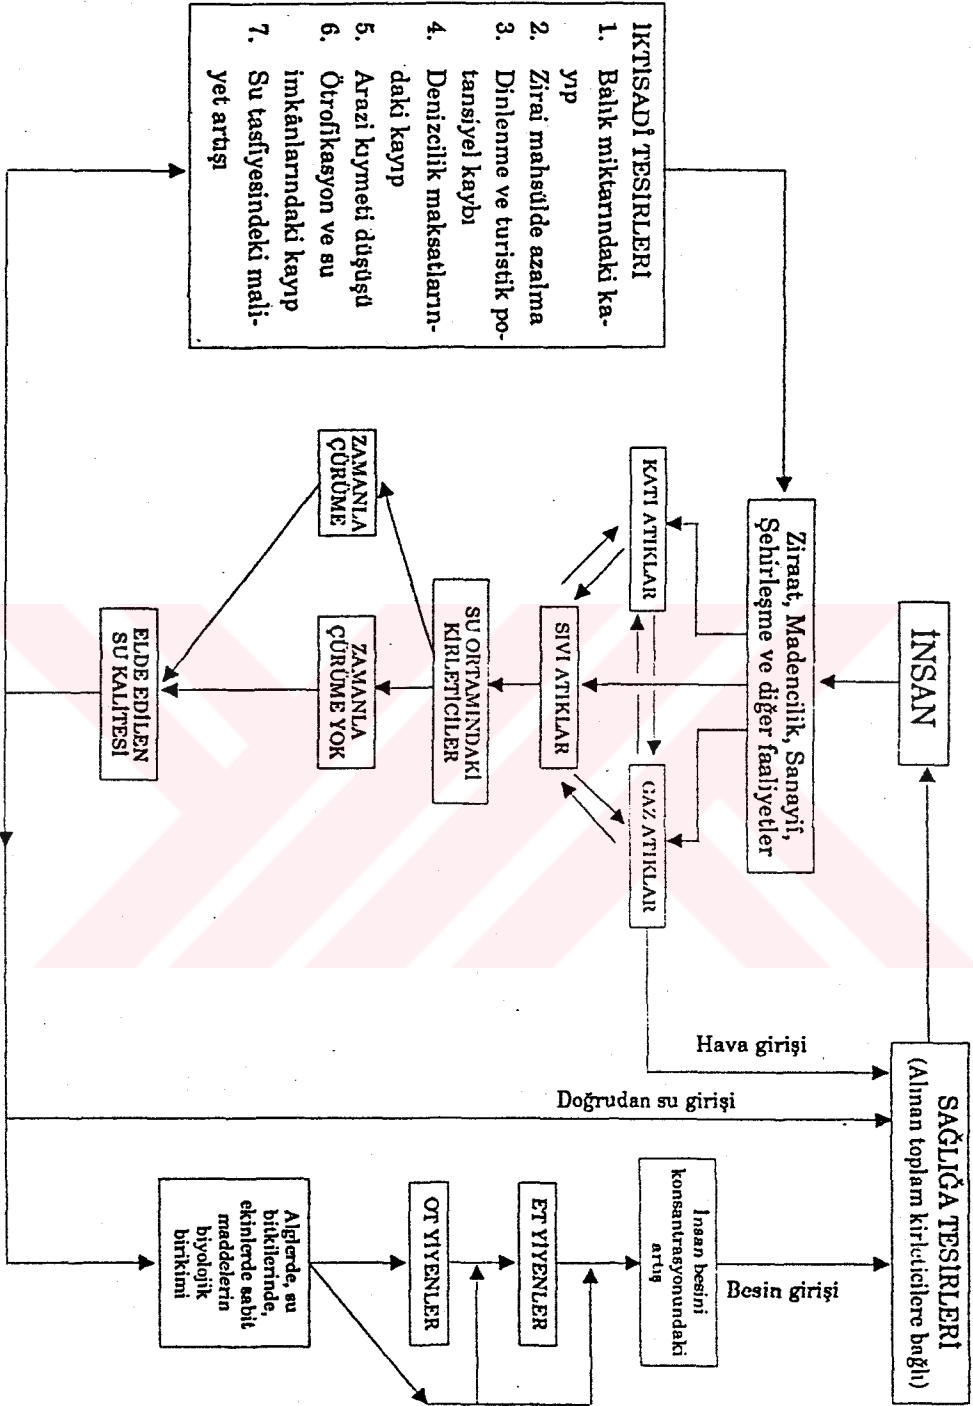 İKTİSADİ TESİRLERİ
1. Balık miktarındaki ka-
yıp
2. Zirai mahsülde azalma
3. Dinlenme ve turistik po-
tansiyel kaybı
4. Denizcilik maksatların-
daki kayıp
5. Arazi kıymeti düşüşü
6. Ötrofikasyon ve su
imkânlarındaki kayıp
7. Su tasfiyesindeki mali-
yet artışı
İNSAN
Ziraat, Madencilik, Sanayii,
Şehirleşme ve diğer faaliyetler
KATI ATIKLAR
SIVI ATIKLAR
GAZ ATIKLAR
SU ORTAMINDAKİ
KİRLETİCİLER
ZAMANLA
ÇÜRÜME
ZAMANLA
ÇÜRÜME YOK
ELDE EDİLEN
SU KALİTESİ
SAĞLIĞA TESİRLERİ
(Alınan toplam kirleticilere bağlı)
Hava girişi
Doğrudan su girişi
Besin girişi
İnsan besini
konsantrasyonundaki
artış
ET YİYENLER
OT YİYENLER
Alglerde, su
bitkilerinde,
ekinlerde sabit
maddelerin
biyolojik
birikimi